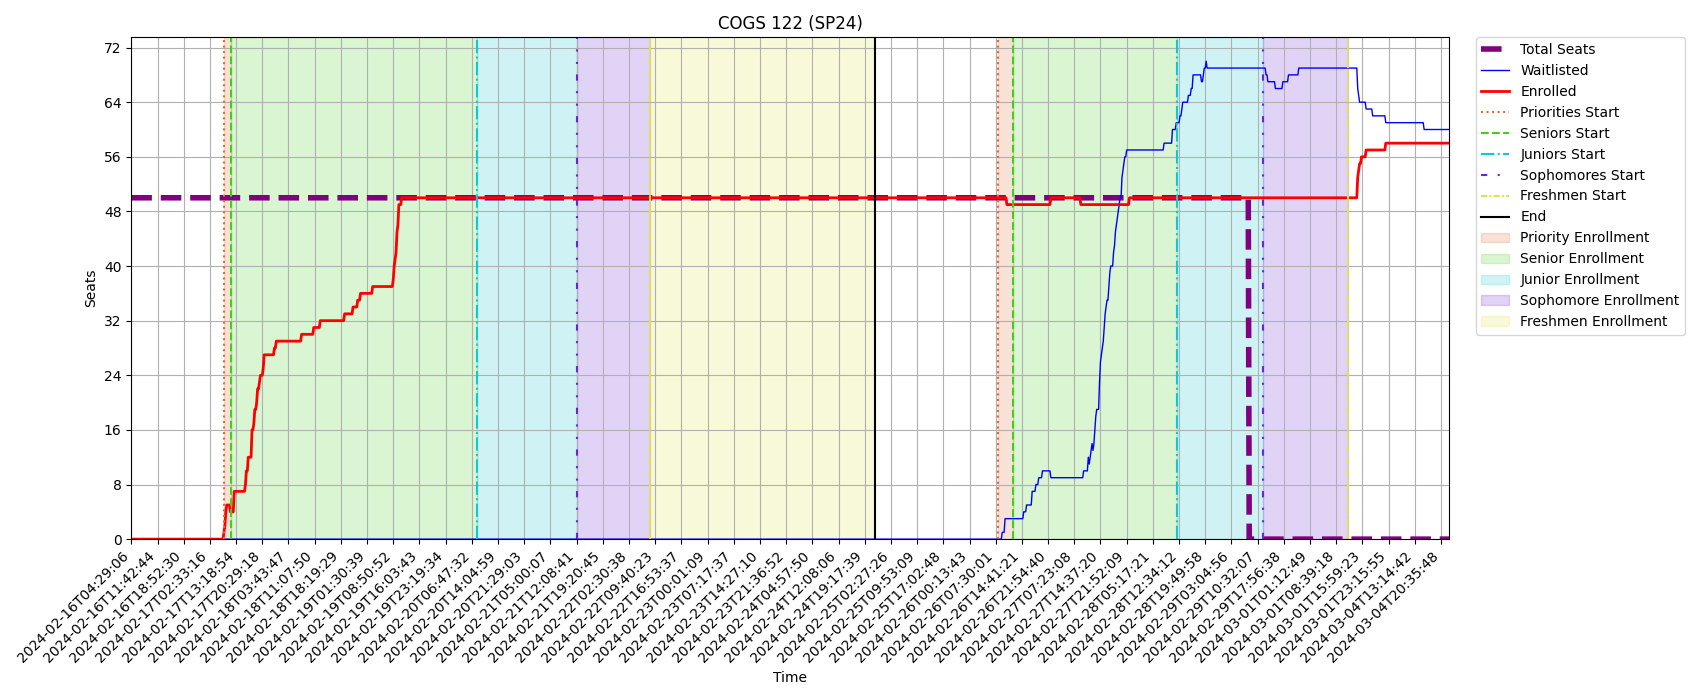 COGS 122 (SP24)
72
64
56
48
40
32
24
16
8
0
Seats
2024-02-16T04:29:06
2024-02-16T11:42:44
2024-02-16T18:52:30
2024-02-17T02:33:16
2024-02-17T13:18:54
2024-02-17T20:29:18
2024-02-18T03:43:47
2024-02-18T11:07:50
2024-02-18T18:19:29
2024-02-19T01:30:39
2024-02-19T08:50:52
2024-02-19T16:03:43
2024-02-19T23:19:34
2024-02-20T06:47:32
2024-02-20T14:04:59
2024-02-20T21:29:03
2024-02-21T05:00:07
2024-02-21T12:08:41
2024-02-21T19:20:45
2024-02-22T02:30:38
2024-02-22T09:40:23
2024-02-22T16:53:37
2024-02-23T00:01:09
2024-02-23T07:17:37
2024-02-23T14:27:10
2024-02-23T21:36:52
2024-02-24T04:57:50
2024-02-24T12:08:06
2024-02-24T19:17:39
2024-02-25T02:27:26
2024-02-25T09:53:09
2024-02-25T17:02:48
2024-02-26T00:13:43
2024-02-26T07:30:01
2024-02-26T14:41:21
2024-02-26T21:54:40
2024-02-27T07:23:08
2024-02-27T14:37:20
2024-02-27T21:52:09
2024-02-28T05:17:21
2024-02-28T12:34:12
2024-02-28T19:49:58
2024-02-29T03:04:56
2024-02-29T10:32:07
2024-02-29T17:56:38
2024-03-01T01:12:49
2024-03-01T08:39:18
2024-03-01T15:59:23
2024-03-01T23:15:55
2024-03-04T13:14:42
2024-03-04T20:35:48
Time
Total Seats
Waitlisted
Enrolled
Priorities Start
Seniors Start
Juniors Start
Sophomores Start
Freshmen Start
End
Priority Enrollment
Senior Enrollment
Junior Enrollment
Sophomore Enrollment
Freshmen Enrollment